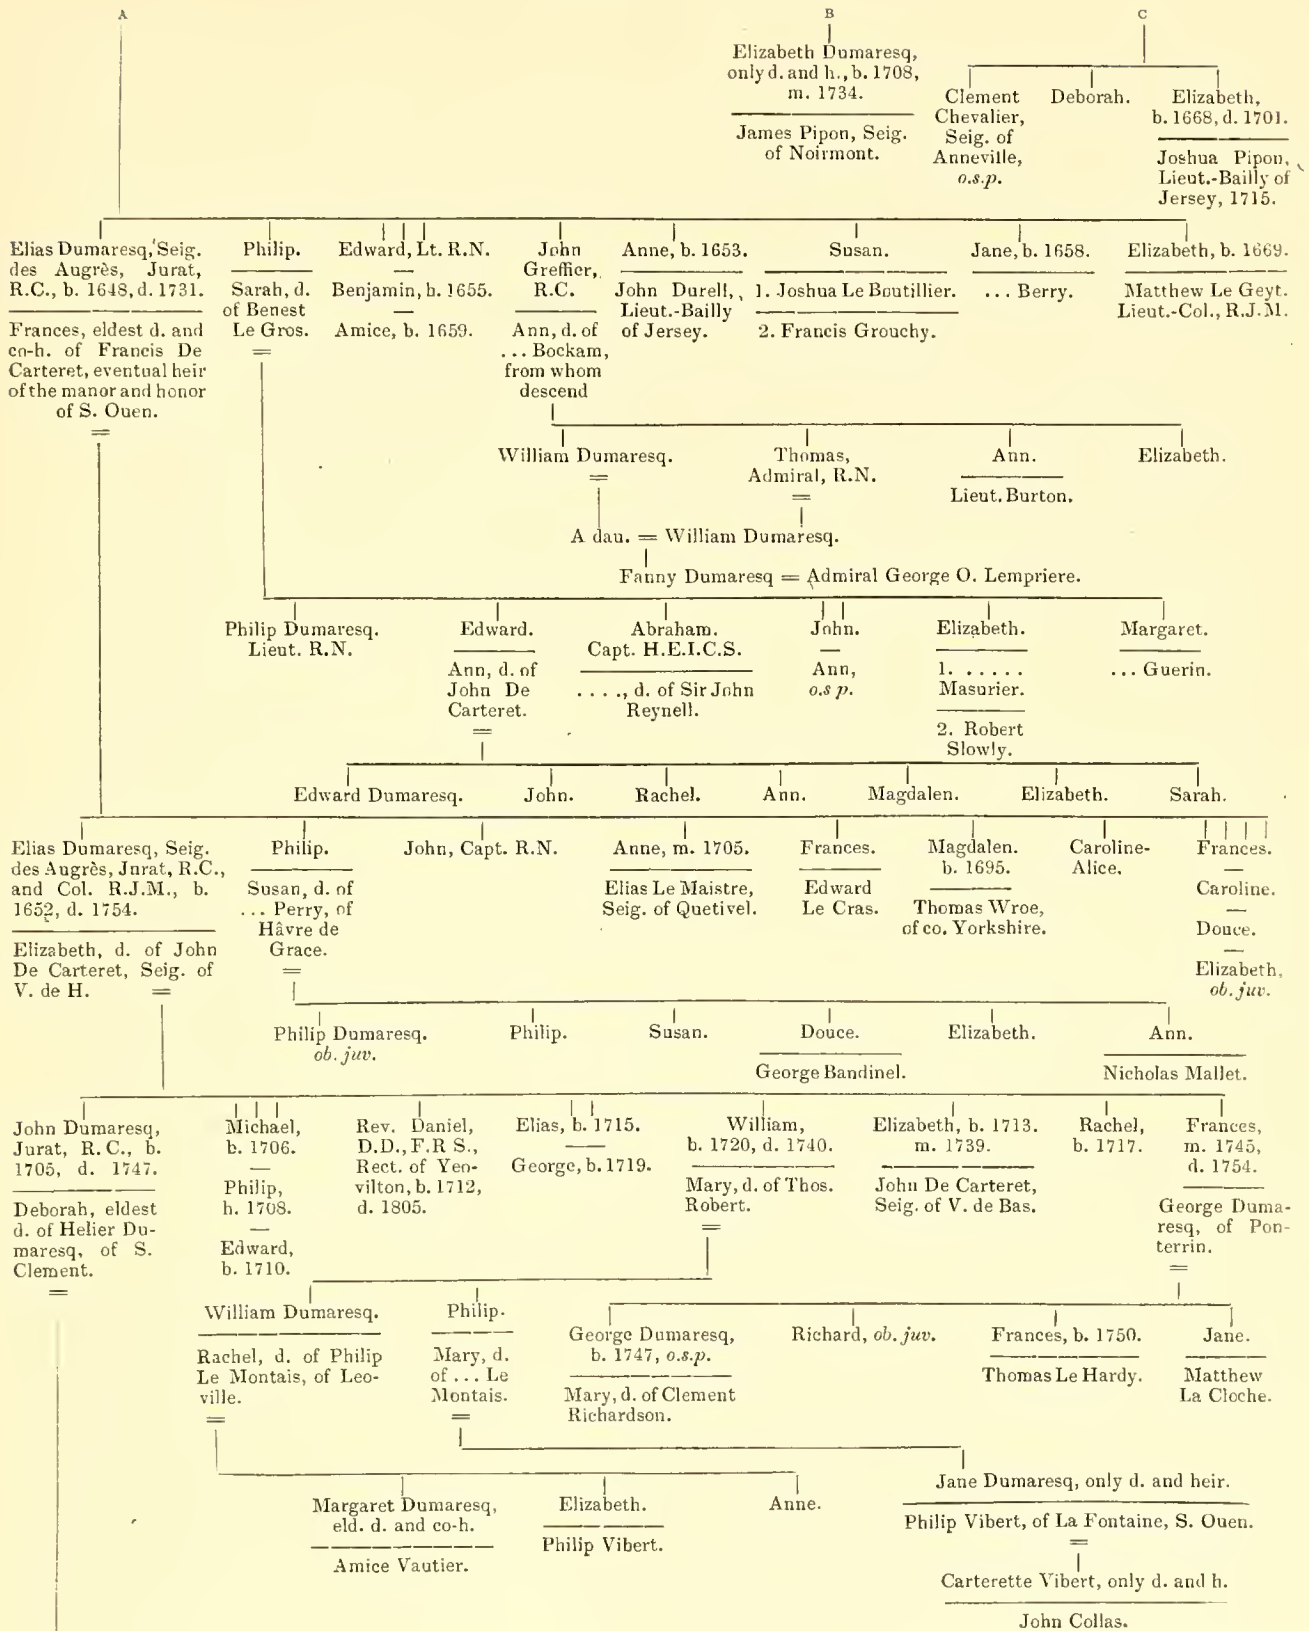 A
B
C
Elizabeth Dumaresq,
only d. and h., b. 1708,
m. 1734.
James Pipon, Seig.
of Noirmont.
Clement
Chevalier,
Seig. of
Anneville,
o.s.p.
Deborah.
Elizabeth,
b. 1668, d. 1701.
Joshua Pipon,
Lieut.-Bailly of
Jersey, 1715.
Elias Dumaresq, Seig.
des Augrès, Jurat,
R.C., b. 1648, d. 1731.
Frances, eldest d. and
co-h. of Francis De
Carteret, eventual heir
of the manor and honor
of S. Ouen.
=
Philip.
Sarah, d.
of Benest
Le Gros.
=
Edward, Lt. R.N.
—
Benjamin, b. 1655.
—
Amice, b. 1659.
John
Greffier,
R.C.
Ann, d. of
... Bockam,
from whom
descend
Anne, b. 1653.
John Durell,
Lieut.-Bailly
of Jersey.
Susan.
1. Joshua Le Boutillier.
2. Francis Grouchy.
Jane, b. 1658.
... Berry.
Elizabeth, b. 1669.
Matthew Le Geyt.
Lieut.-Col., R.J.M.
William Dumaresq.
=
Thomas,
Admiral, R.N.
=
Ann.
Lieut. Burton.
Elizabeth.
A dau. = William Dumaresq.
Fanny Dumaresq = Admiral George O. Lempriere.
Philip Dumaresq.
Lieut. R.N.
Edward.
Ann, d. of
John De
Carteret.
=
Abraham.
Capt. H.E.I.C.S.
...., d. of Sir John
Reynell.
John.
—
Ann,
o.s p.
Elizabeth.
1. .....
Masurier.
2. Robert
Slowly.
Margaret.
... Guerin.
Edward Dumaresq.
John.
Rachel.
Ann.
Magdalen.
Elizabeth.
Sarah.
Elias Dumaresq, Seig.
des Augrès, Jurat, R.C.,
and Col. R.J.M., b.
1652, d. 1754.
Elizabeth, d. of John
De Carteret, Seig. of
V. de H. =
Philip.
Susan, d. of
... Perry, of
Hâvre de
Grace.
=
John, Capt. R.N.
Anne, m. 1705.
Elias Le Maistre,
Seig. of Quetivel.
Frances.
—
Edward
Le Cras.
Magdalen.
b. 1695.
Thomas Wroe,
of co. Yorkshire.
Caroline-
Alice.
Frances.
—
Caroline.
—
Douce.
—
Elizabeth,
ob. juv.
Philip Dumaresq.
ob. juv.
Philip.
Susan.
Douce.
George Bandinel.
Elizabeth.
Ann.
Nicholas Mallet.
John Dumaresq,
Jurat, R. C., b.
1705, d. 1747.
Deborah, eldest
d. of Helier Du-
maresq, of S.
Clement.
=
Michael,
b. 1706.
—
Philip,
h. 1708.
—
Edward,
b. 1710.
Rev. Daniel,
D.D., F.R S.,
Rect. of Yeo-
vilton, b. 1712,
d. 1805.
Elias, b. 1715.
—
George, b. 1719.
William,
b. 1720, d. 1740.
Mary, d. of Thos.
Robert.
=
Elizabeth, b. 1713.
m. 1739.
John De Carteret,
Seig. of V. de Bas.
Rachel,
b. 1717.
Frances,
m. 1745,
d. 1754.
George Duma-
resq, of Pon-
terrin.
=
William Dumaresq.
Rachel, d. of Philip
Le Montais, of Leo-
ville.
=
Philip.
Mary, d.
of ... Le
Montais.
=
George Dumaresq,
b. 1747, o.s.p.
Mary, d. of Clement
Richardson.
Richard, ob. juv.
Frances, b. 1750.
Thomas Le Hardy.
Jane.
Matthew
La Cloche.
Margaret Dumaresq,
eld. d. and co-h.
Amice Vautier.
Elizabeth.
Philip Vibert.
Anne.
Jane Dumaresq, only d. and heir.
Philip Vibert, of La Fontaine, S. Ouen.
=
Carterette Vibert, only d. and h.
John Collas.